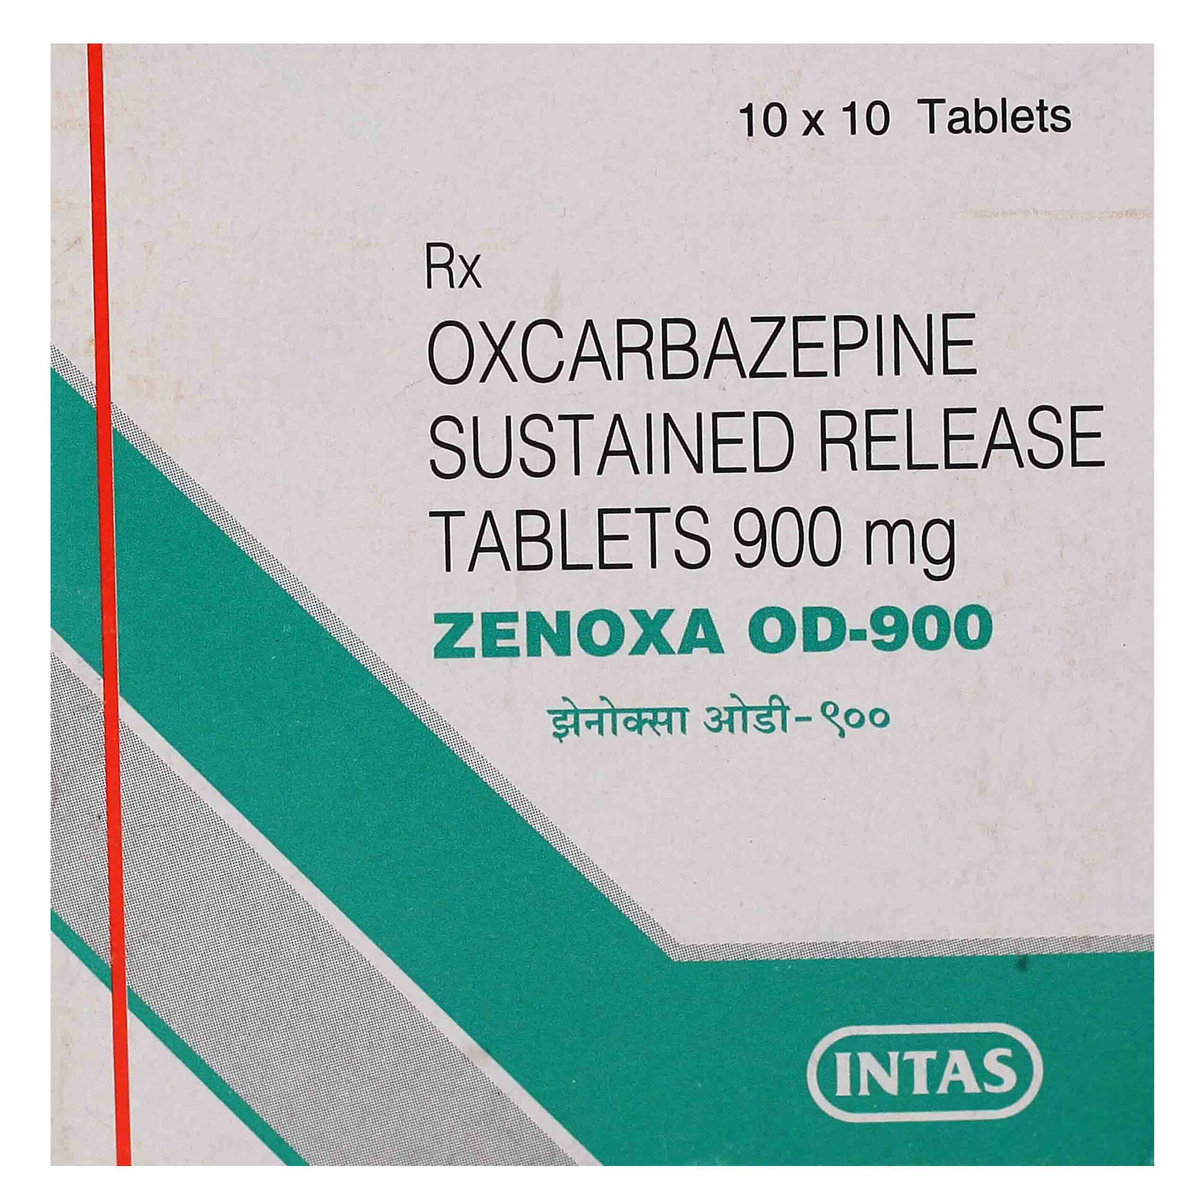 10 x 10 Tablets
Rx
OXCARBAZEPINE
SUSTAINED RELEASE
TABLETS 900 mg
ZENOXA OD-900
झेनोक्सा ओडी-९००
INTAS